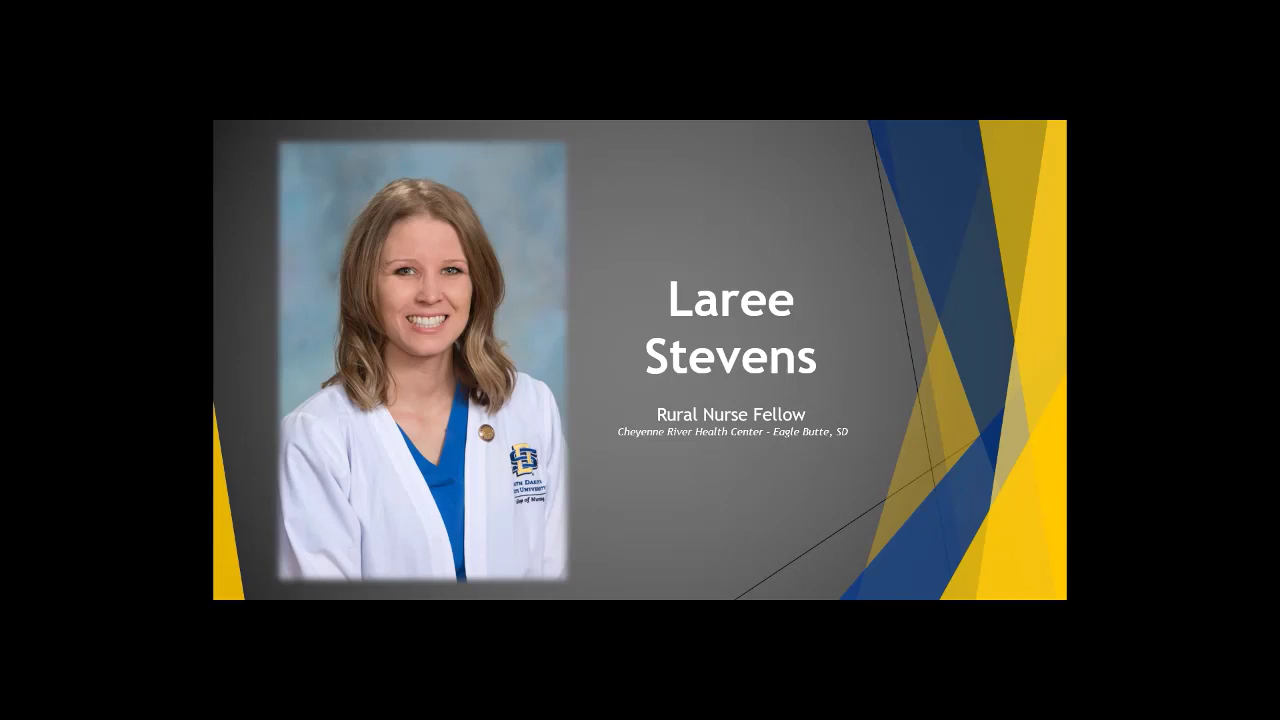 Laree
Stevens
Rural Nurse Fellow
Cheyenne River Health Center - Eagle Butte, SD